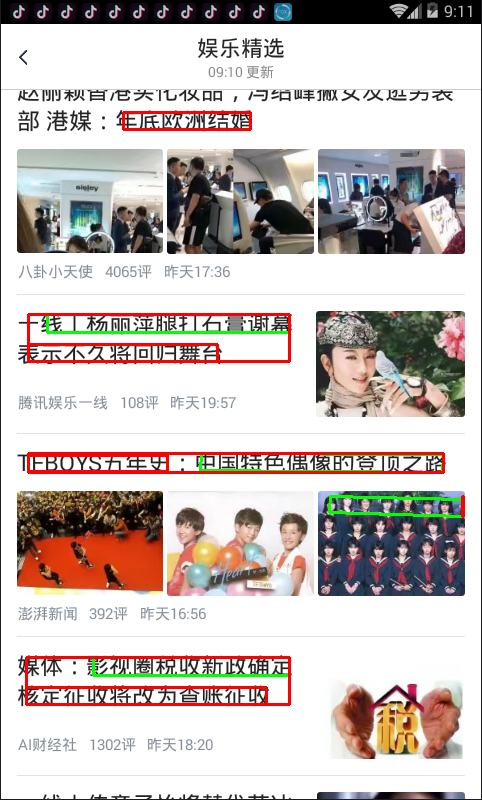 9:11
娱乐精选
09:10 更新
赵丽颖香港买化妆品，冯绍峰撇女友逛男装
部 港媒：年底欧洲结婚
sisley
八卦小天使 4065评 昨天17:36
一线丨杨丽萍腿打石膏谢幕
表示不久将回归舞台
腾讯娱乐一线 108评 昨天19:57
TFBOYS五年史：中国特色偶像的登顶之路
Heart
TFBOYS
澎湃新闻 392评 昨天16:56
媒体：影视圈税收新政确定
核定征收将改为查账征收
税
AI财经社 1302评 昨天18:20